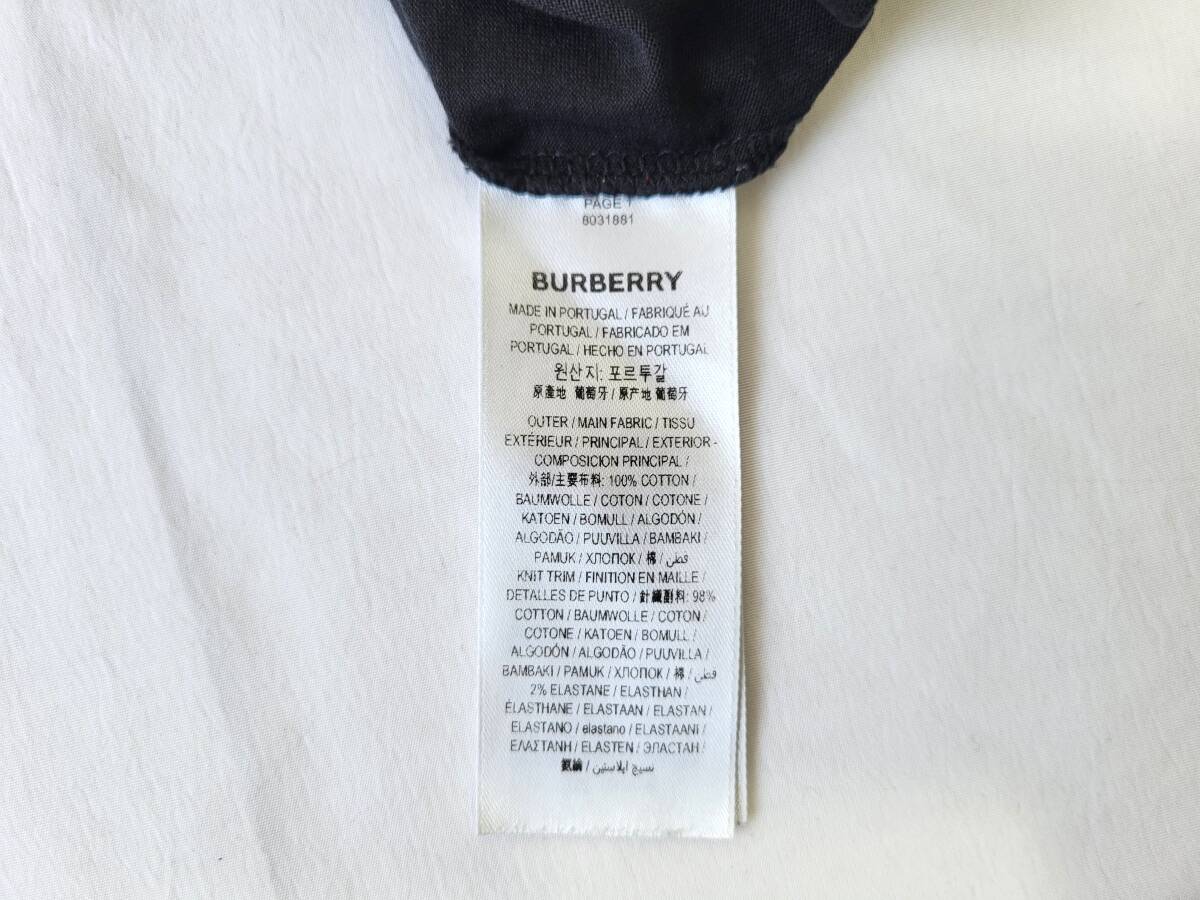 PAGE 1
8031881
BURBERRY
MADE IN PORTUGAL / FABRIQUÉ AU
PORTUGAL / FABRICADO EM
PORTUGAL / HECHO EN PORTUGAL
원산지: 포르투갈
原產地 葡萄牙 / 原产地 葡萄牙
OUTER / MAIN FABRIC / TISSU
EXTÉRIEUR / PRINCIPAL / EXTERIOR -
COMPOSICION PRINCIPAL /
外部/主要布料: 100% COTTON /
BAUMWOLLE / COTON / COTONE /
KATOEN / BOMULL / ALGODÓN /
ALGODÃO / PUUVILLA / BAMBAKI /
PAMUK / ХЛОПОК / 棉 / قطن
KNIT TRIM / FINITION EN MAILLE /
DETALLES DE PUNTO / 針織副料: 98%
COTTON / BAUMWOLLE / COTON /
COTONE / KATOEN / BOMULL /
ALGODÓN / ALGODÃO / PUUVILLA /
BAMBAKI / PAMUK / ХЛОПОК / 棉 / قطن
2% ELASTANE / ELASTHAN /
ÉLASTHANE / ELASTAAN / ELASTAN /
ELASTANO / elastano / ELASTAANI /
ΕΛΑΣΤΑΝΗ / ELASTEN / ЭЛАСТАН /
氨綸 / نسيج ايلاستين